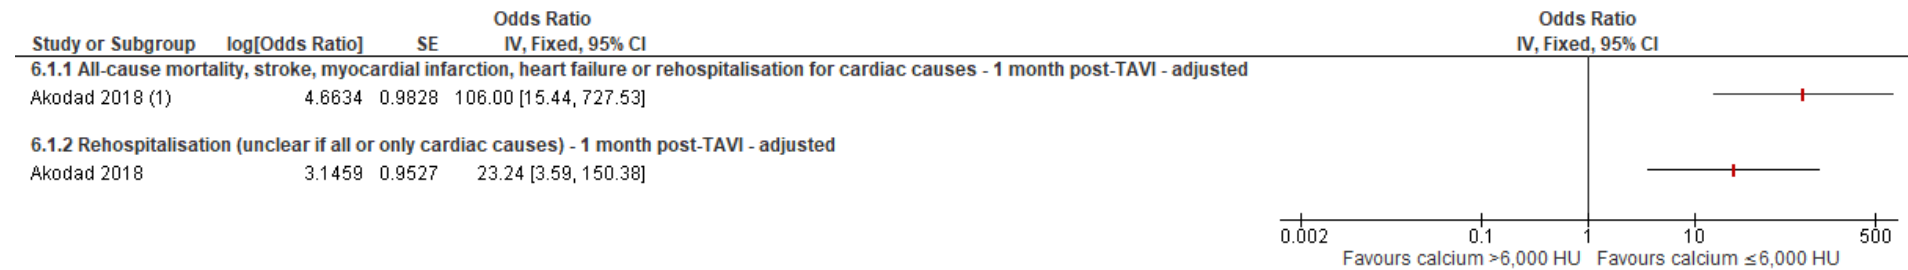 Odds Ratio Odds Ratio
Study or Subgroup log[Odds Ratio] SE IV, Fixed, 95% CI IV, Fixed, 95% CI
6.1.1 All-cause mortality, stroke, myocardial infarction, heart failure or rehospitalisation for cardiac causes - 1 month post-TAVI - adjusted
Akodad 2018 (1) 4.6634 0.9828 106.00 [15.44, 727.53]
6.1.2 Rehospitalisation (unclear if all or only cardiac causes) - 1 month post-TAVI - adjusted
Akodad 2018 3.1459 0.9527 23.24 [3.59, 150.38]
0.002 0.1 1 10 500
Favours calcium >6,000 HU Favours calcium ≤6,000 HU